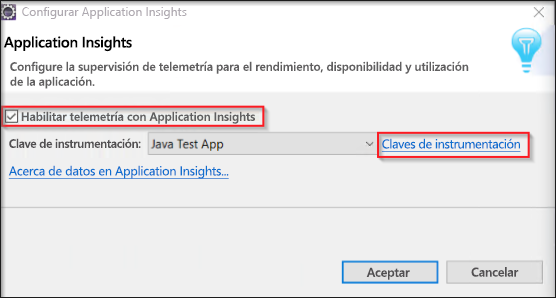 Configurar Application Insights
Application Insights
Configure la supervisión de telemetría para el rendimiento, disponibilidad y utilización
de la aplicación.
Habilitar telemetría con Application Insights
Clave de instrumentación: Java Test App Claves de instrumentación
Acerca de datos en Application Insights...
Aceptar Cancelar